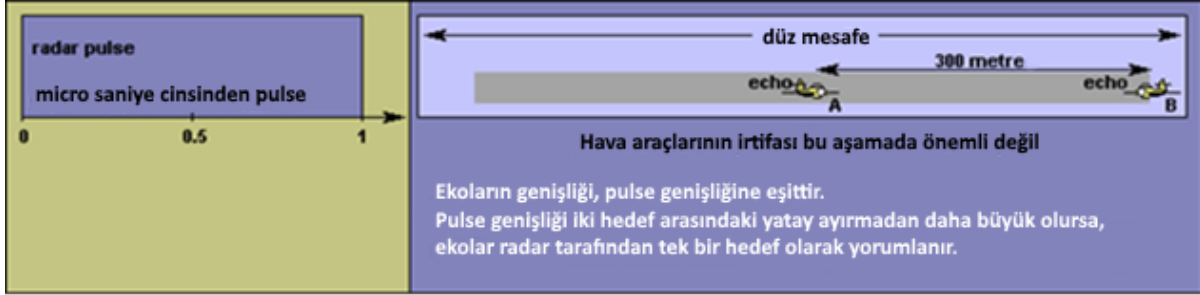 radar pulse
micro saniye cinsinden pulse
0 0.5 1
düz mesafe
300 metre
echo echo
A B
Hava araçlarının irtifası bu aşamada önemli değil
Ekoların genişliği, pulse genişliğine eşittir.
Pulse genişliği iki hedef arasındaki yatay ayırmadan daha büyük olursa,
ekolar radar tarafından tek bir hedef olarak yorumlanır.